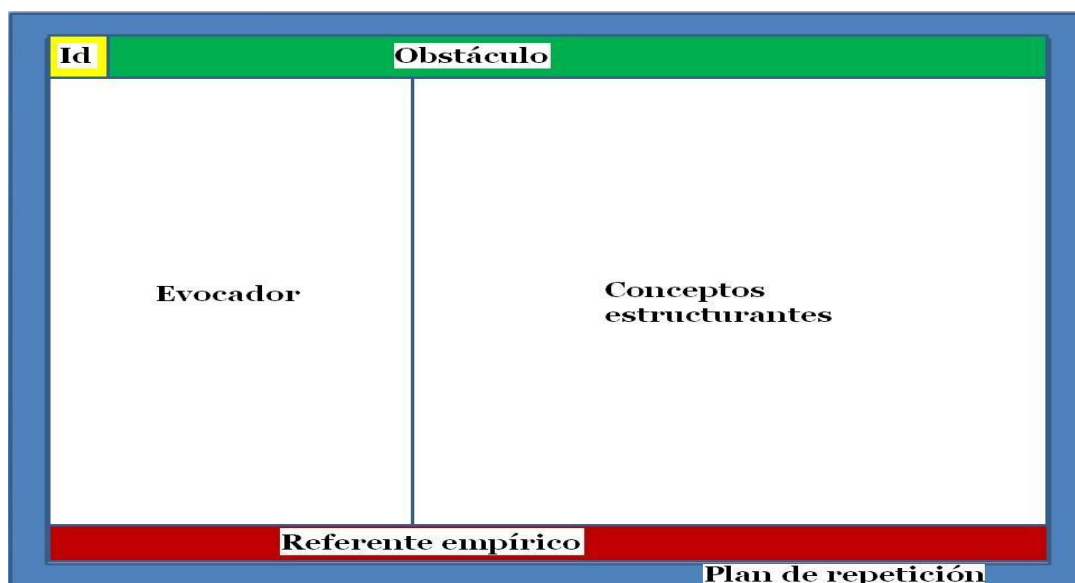 Id
Obstáculo
Evocador
Conceptos
estructurantes
Referente empírico
Plan de repetición